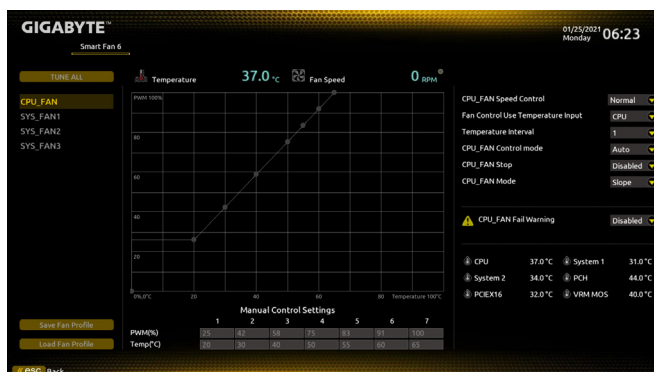 GIGABYTE™
Smart Fan 6
01/25/2021 Monday 06:23
TUNE ALL
Temperature 37.0 °C Fan Speed 0 RPM
CPU_FAN
SYS_FAN1
SYS_FAN2
SYS_FAN3
PWM 100%
80
60
40
20
0%,0°C 20 40 60 80 Temperature 100°C
CPU_FAN Speed Control Normal
Fan Control Use Temperature Input CPU
Temperature Interval 1
CPU_FAN Control mode Auto
CPU_FAN Stop Disabled
CPU_FAN Mode Slope
CPU_FAN Fail Warning Disabled
CPU 37.0°C System 1 31.0°C
System 2 34.0°C PCH 44.0°C
PCIEX16 32.0°C VRM MOS 40.0°C
Manual Control Settings
1 2 3 4 5 6 7
PWM(%) 25 42 58 75 83 91 100
Temp(°C) 20 30 40 50 55 60 65
Save Fan Profile
Load Fan Profile
esc Back